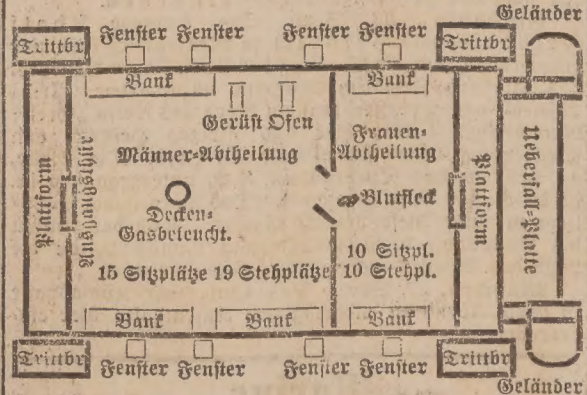 Geländer
Trittbr Fenster Fenster Fenster Fenster Trittbr
Bank Bank
Gerüst Ofen
Männer-Abtheilung
Frauen-
Abtheilung
Plattform
Ausgangsthür
Decken-
Gasbeleucht.
Blutfleck
Plattform
Ueberfall-Platte
15 Sitzplätze 19 Stehplätze
10 Sitzpl.
10 Stehpl.
Bank Bank Bank
Trittbr Fenster Fenster Fenster Fenster Trittbr
Geländer